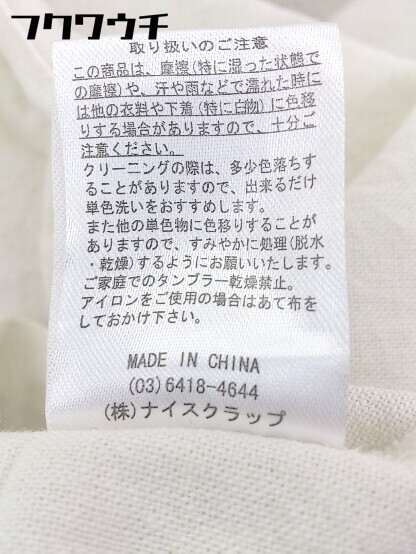 フクワウチ
取り扱いのご注意
この商品は、摩擦(特に湿った状態で
の摩擦)や、汗や雨などで濡れた時に
は他の衣料や下着(特に白物)に色移
りする場合がありますので、十分ご
注意ください。
クリーニングの際は、多少色落ちす
ることがありますので、出来るだけ
単色洗いをおすすめします。
また他の単色物に色移りすることが
ありますので、すみやかに処理(脱水
・乾燥)するようにお願いいたします。
ご家庭でのタンブラー乾燥禁止。
アイロンをご使用の場合はあて布を
しておかけ下さい。
MADE IN CHINA
(03)6418-4644
(株)ナイスクラップ